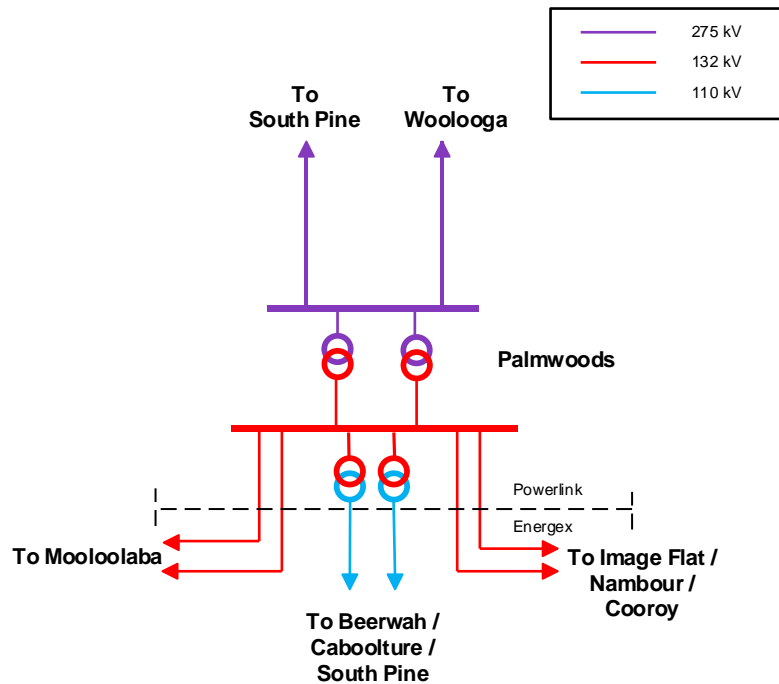 275 kV
132 kV
110 kV
To
South Pine
To
Woolooga
Palmwoods
Powerlink
Energex
To Mooloolaba
To Image Flat /
Nambour /
Cooroy
To Beerwah /
Caboolture /
South Pine